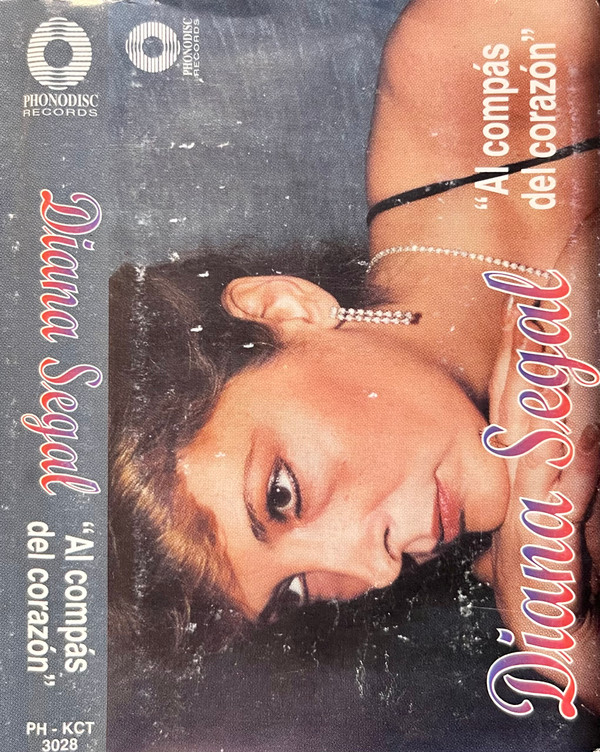 PHONODISC
RECORDS
Diana Segal
“Al compás
del corazón”
PH - KCT
3028
PHONODISC
RECORDS
“Al compás
del corazón”
Diana Segal